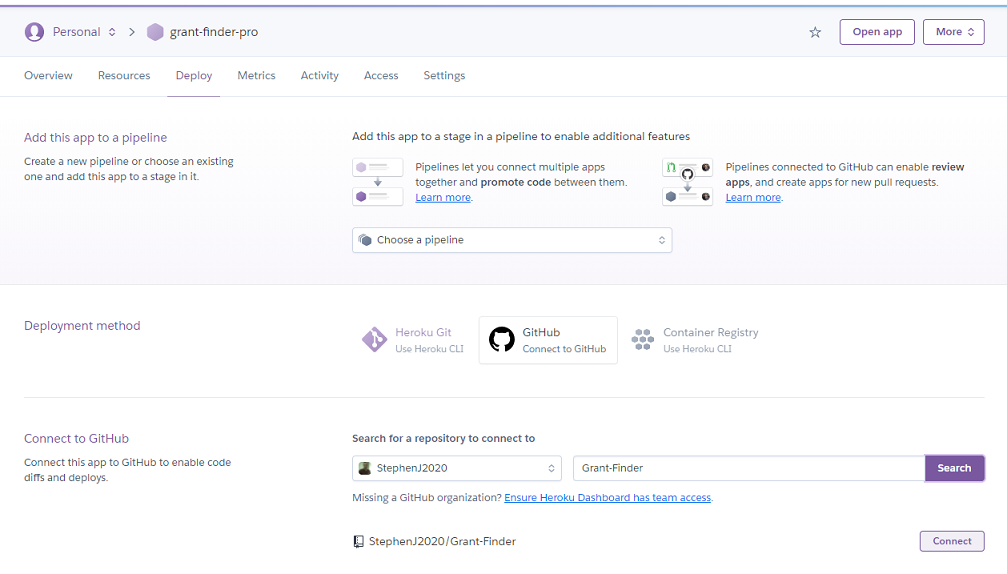 Personal
grant-finder-pro
Open app
More
Overview
Resources
Deploy
Metrics
Activity
Access
Settings
Add this app to a pipeline
Create a new pipeline or choose an existing
one and add this app to a stage in it.
Add this app to a stage in a pipeline to enable additional features
Pipelines let you connect multiple apps
together and promote code between them.
Learn more.
Pipelines connected to GitHub can enable review
apps, and create apps for new pull requests.
Learn more.
Choose a pipeline
Deployment method
Heroku Git
Use Heroku CLI
GitHub
Connect to GitHub
Container Registry
Use Heroku CLI
Connect to GitHub
Connect this app to GitHub to enable code
diffs and deploys.
Search for a repository to connect to
StephenJ2020
Grant-Finder
Search
Missing a GitHub organization? Ensure Heroku Dashboard has team access.
StephenJ2020/Grant-Finder
Connect